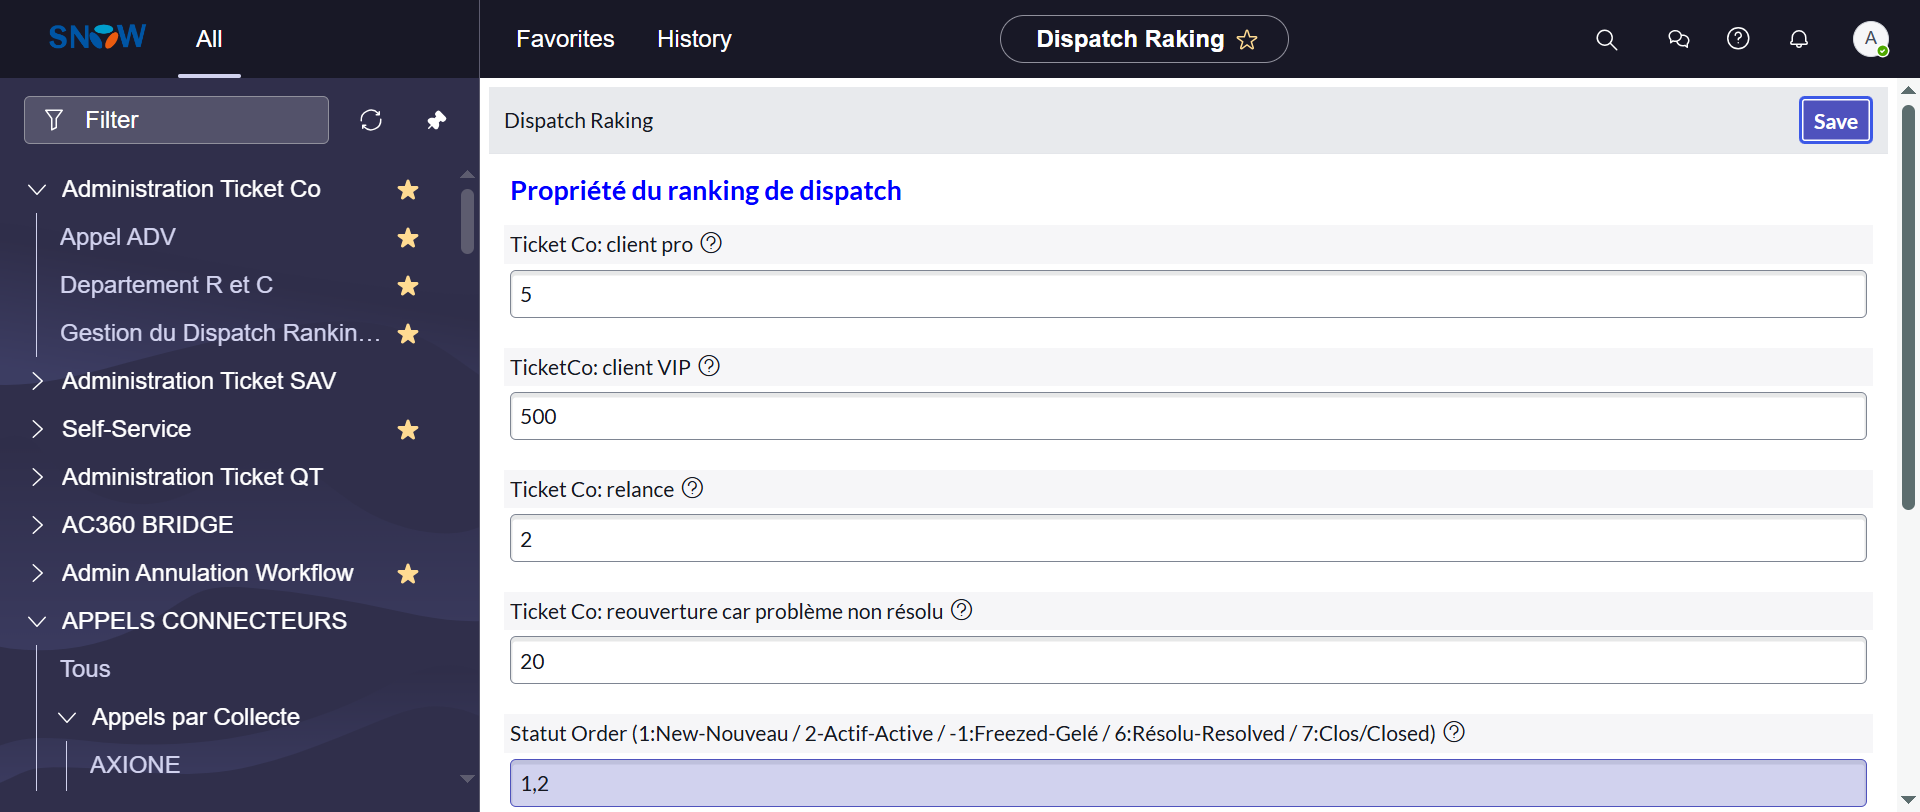 SNOW
All
Favorites
History
Dispatch Raking
A
Filter
Administration Ticket Co
Appel ADV
Departement R et C
Gestion du Dispatch Rankin...
Administration Ticket SAV
Self-Service
Administration Ticket QT
AC360 BRIDGE
Admin Annulation Workflow
APPELS CONNECTEURS
Tous
Appels par Collecte
AXIONE
Dispatch Raking
Save
Propriété du ranking de dispatch
Ticket Co: client pro
5
TicketCo: client VIP
500
Ticket Co: relance
2
Ticket Co: reouverture car problème non résolu
20
Statut Order (1:New-Nouveau / 2-Actif-Active / -1:Freezed-Gelé / 6:Résolu-Resolved / 7:Clos/Closed)
1,2